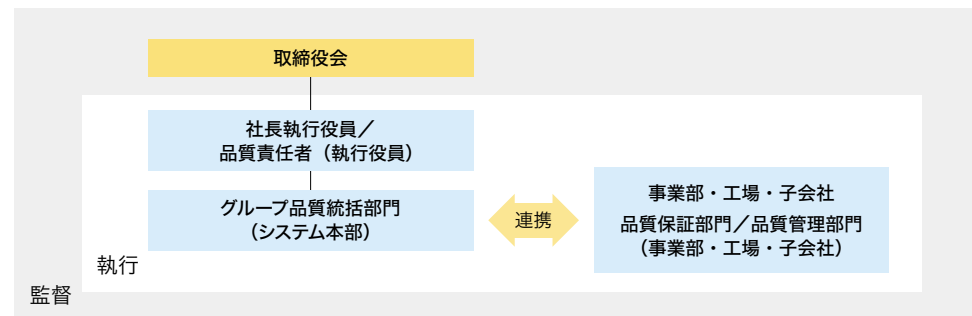 取締役会
社長執行役員／
品質責任者（執行役員）
グループ品質統括部門
（システム本部）
連携
事業部・工場・子会社
品質保証部門／品質管理部門
（事業部・工場・子会社）
執行
監督